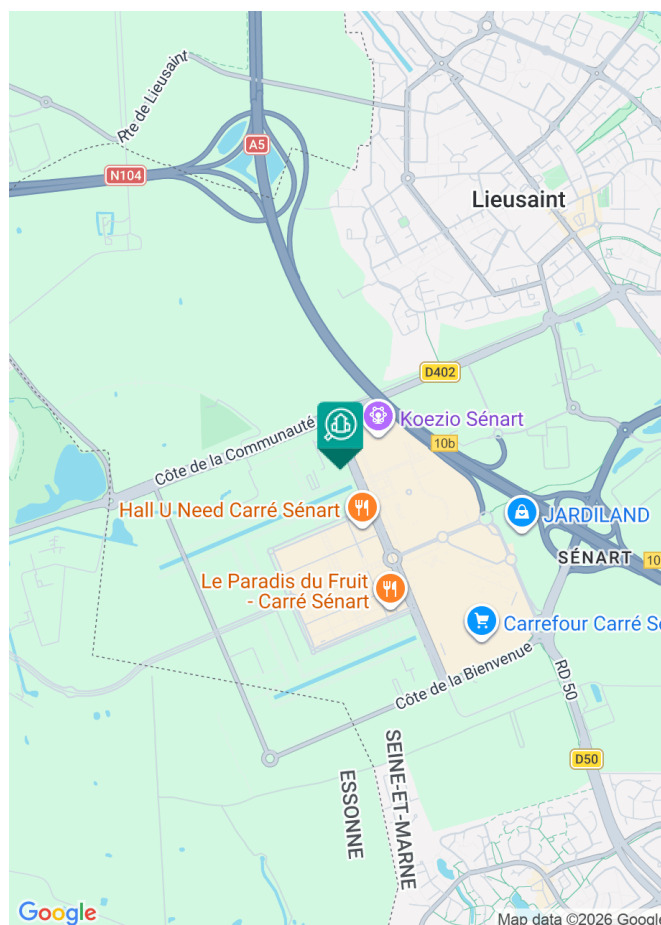 Rte de Lieusaint
A5
N104
Lieusaint
D402
Koezio Sénart
Côte de la Communauté
10b
Hall U Need Carré Sénart
JARDILAND
SÉNART
10
Le Paradis du Fruit
- Carré Sénart
Carrefour Carré Sé
Côte de la Bienvenue
RD 50
D50
SEINE-ET-MARNE
ESSONNE
Google
Map data ©2026 Google